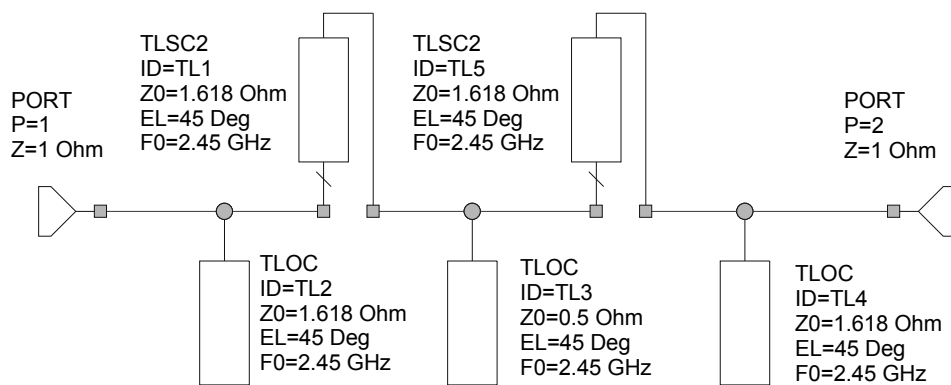 TLSC2
ID=TL1
Z0=1.618 Ohm
EL=45 Deg
F0=2.45 GHz
TLSC2
ID=TL5
Z0=1.618 Ohm
EL=45 Deg
F0=2.45 GHz
PORT
P=1
Z=1 Ohm
PORT
P=2
Z=1 Ohm
TLOC
ID=TL2
Z0=1.618 Ohm
EL=45 Deg
F0=2.45 GHz
TLOC
ID=TL3
Z0=0.5 Ohm
EL=45 Deg
F0=2.45 GHz
TLOC
ID=TL4
Z0=1.618 Ohm
EL=45 Deg
F0=2.45 GHz